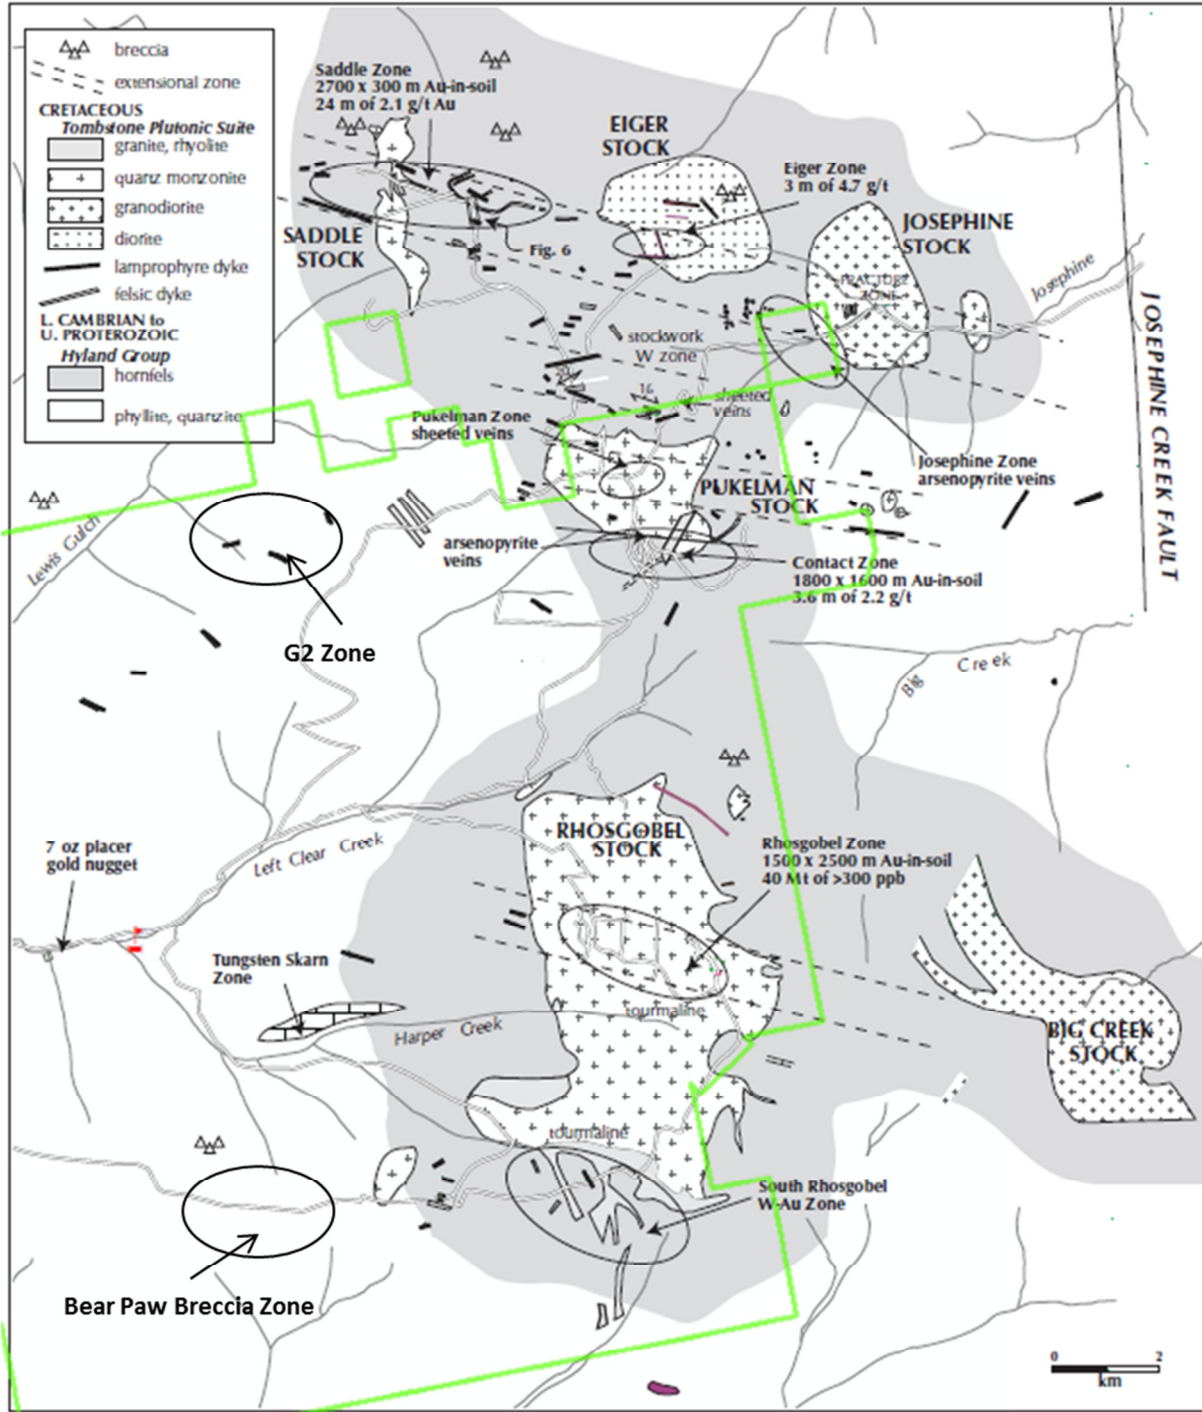 breccia
extensional zone
CRETACEOUS
Tombstone Plutonic Suite
granite, rhyolite
quarz monzonite
granodiorite
diorite
lamprophyre dyke
felsic dyke
L. CAMBRIAN to
U. PROTEROZOIC
Hyland Group
hornfels
phyllite, quarzite
Saddle Zone
2700 x 300 m Au-in-soil
24 m of 2.1 g/t Au
EIGER
STOCK
Eiger Zone
3 m of 4.7 g/t
JOSEPHINE
STOCK
SADDLE
STOCK
Fig. 6
FRACTURE
ZONE
Josephine
JOSEPHINE CREEK FAULT
stockwork
W zone
16
sheeted
veins
Pukelman Zone
sheeted veins
PUKELMAN
STOCK
Josephine Zone
arsenopyrite veins
Lewis Gulch
arsenopyrite
veins
Contact Zone
1800 x 1600 m Au-in-soil
3.6 m of 2.2 g/t
G2 Zone
Big Creek
RHOSGOBEL
STOCK
Rhosgobel Zone
1500 x 2500 m Au-in-soil
40 Mt of >300 ppb
7 oz placer
gold nugget
Left Clear Creek
Tungsten Skarn
Zone
tourmaline
Harper Creek
BIG CREEK
STOCK
tourmaline
South Rhosgobel
W-Au Zone
Bear Paw Breccia Zone
0 2
km